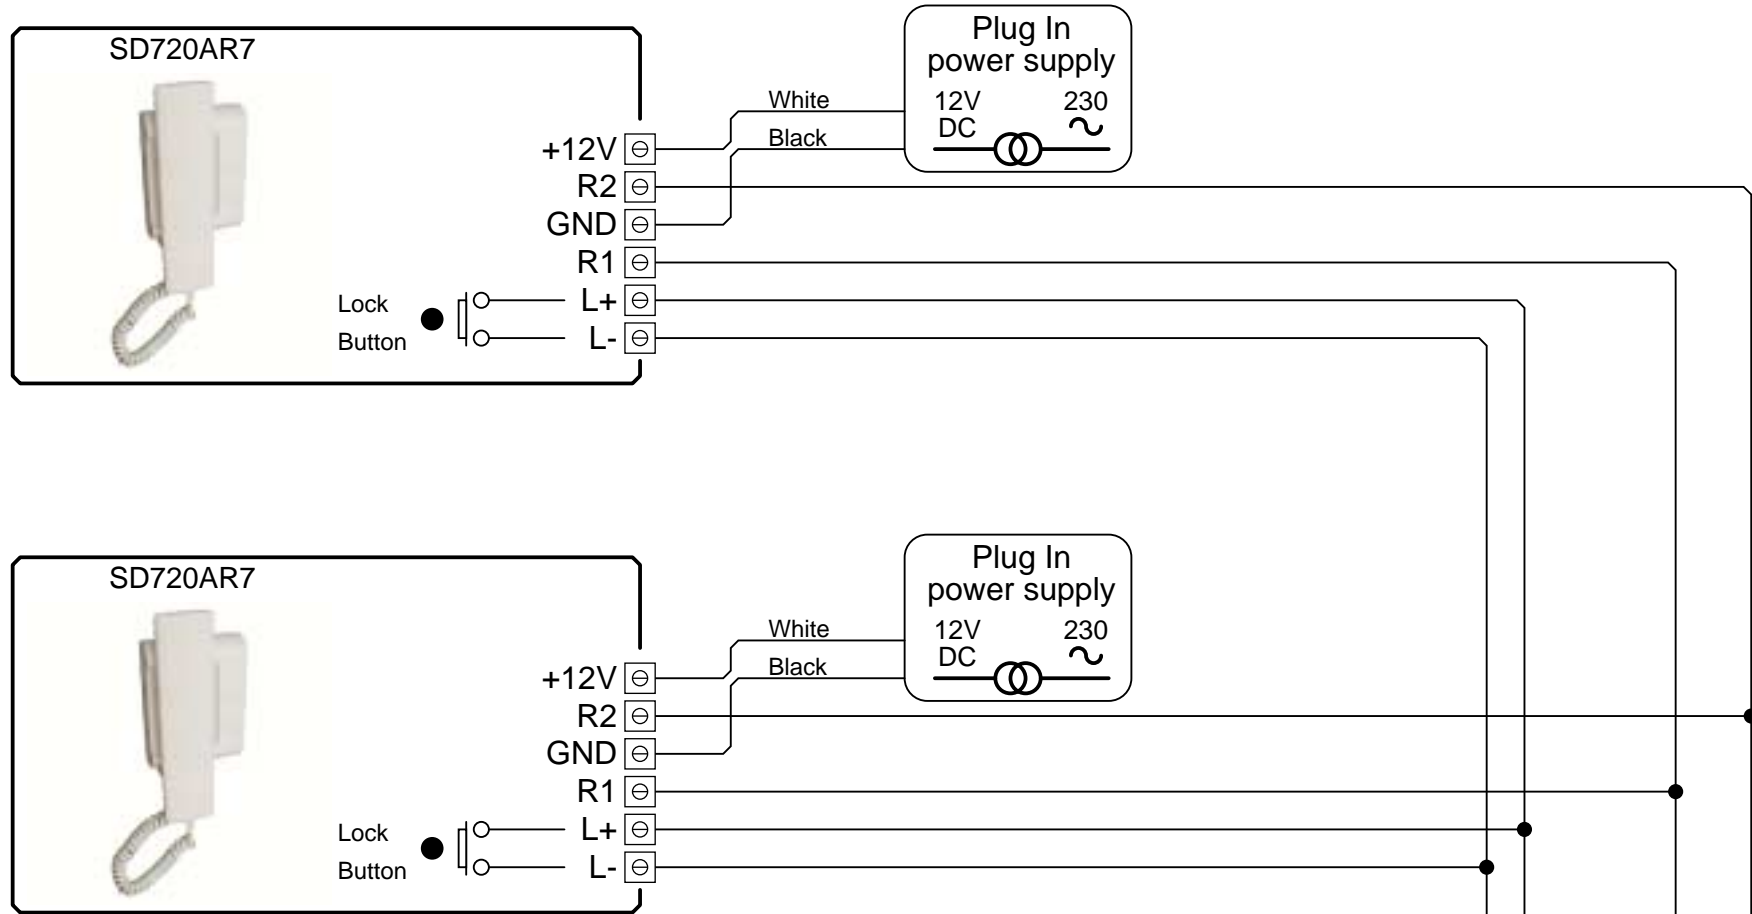 SD720AR7
Plug In
power supply
12V 230
DC
White
Black
+12V
R2
GND
R1
Lock
L+
Button
L-
SD720AR7
Plug In
power supply
12V 230
DC
White
Black
+12V
R2
GND
R1
Lock
L+
Button
L-